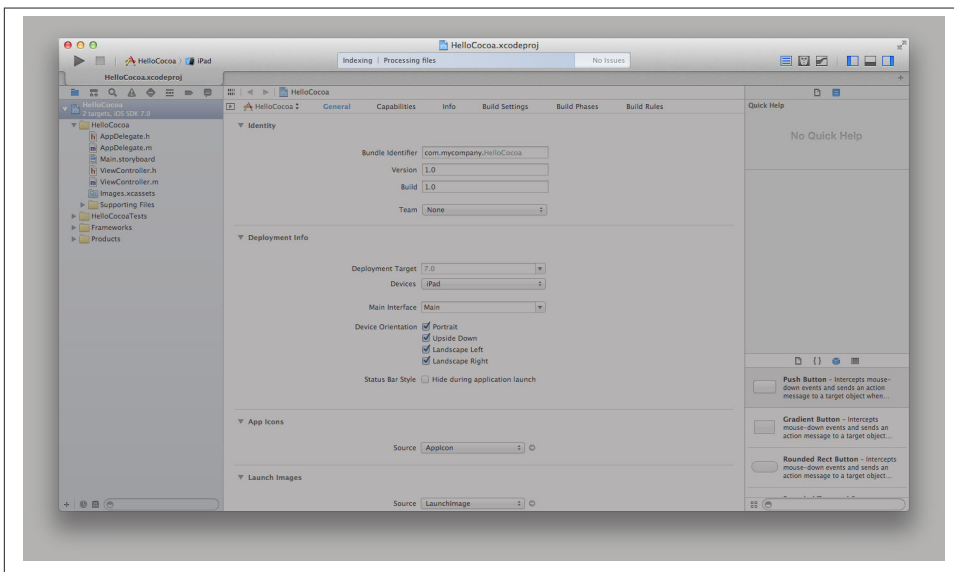 HelloCocoa.xcodeproj
HelloCocoa
iPad
Indexing | Processing files
No Issues
HelloCocoa.xcodeproj
HelloCocoa
2 targets, iOS SDK 7.0
HelloCocoa
AppDelegate.h
AppDelegate.m
Main.storyboard
ViewController.h
ViewController.m
Images.xcassets
Supporting Files
HelloCocoaTests
Frameworks
Products
HelloCocoa
HelloCocoa
General
Capabilities
Info
Build Settings
Build Phases
Build Rules
Identity
Bundle Identifier com.mycompany.HelloCocoa
Version 1.0
Build 1.0
Team None
Deployment Info
Deployment Target 7.0
Devices iPad
Main Interface Main
Device Orientation Portrait
Upside Down
Landscape Left
Landscape Right
Status Bar Style Hide during application launch
App Icons
Source AppIcon
Launch Images
Source LaunchImage
Quick Help
No Quick Help
Push Button - Intercepts mouse-
down events and sends an action
message to a target object when...
Gradient Button - Intercepts
mouse-down events and sends an
action message to a target object...
Rounded Rect Button - Intercepts
mouse-down events and sends an
action message to a target object...